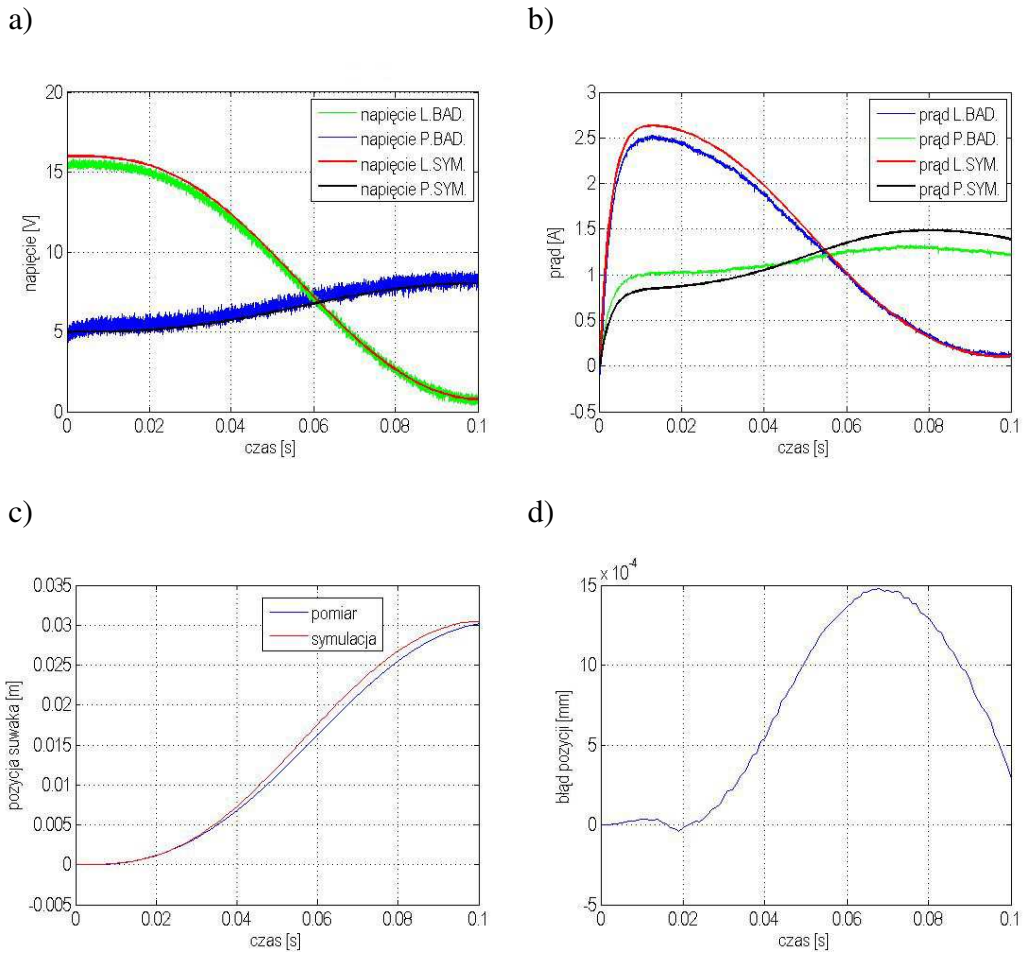 a)
b)
20
15
10
5
0
0
0.02
0.04
0.06
0.08
0.1
napięcie [V]
czas [s]
napięcie L.BAD.
napięcie P.BAD.
napięcie L.SYM.
napięcie P.SYM.
3
2.5
2
1.5
1
0.5
0
-0.5
0
0.02
0.04
0.06
0.08
0.1
prąd [A]
czas [s]
prąd L.BAD.
prąd P.BAD.
prąd L.SYM.
prąd P.SYM.
c)
d)
0.035
0.03
0.025
0.02
0.015
0.01
0.005
0
-0.005
0
0.02
0.04
0.06
0.08
0.1
pozycja suwaka [m]
czas [s]
pomiar
symulacja
x 10⁻⁴
15
10
5
0
-5
0
0.02
0.04
0.06
0.08
0.1
błąd pozycji [mm]
czas [s]